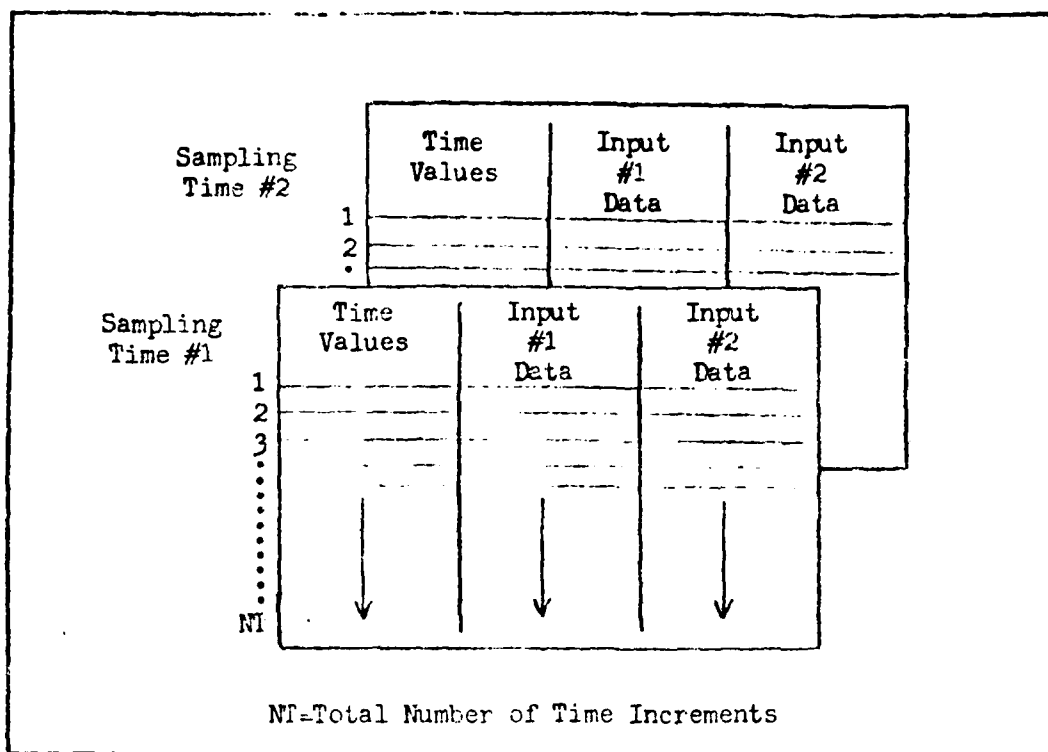 Sampling
Time #2
Time
Values
Input
#1
Data
Input
#2
Data
1
2
.
Sampling
Time #1
Time
Values
Input
#1
Data
Input
#2
Data
1
2
3
NT
NT=Total Number of Time Increments